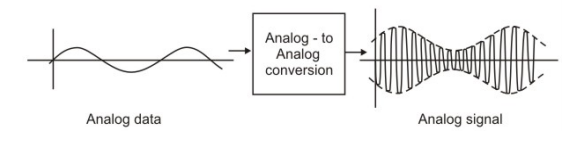 Analog - to
Analog
conversion
Analog data
Analog signal